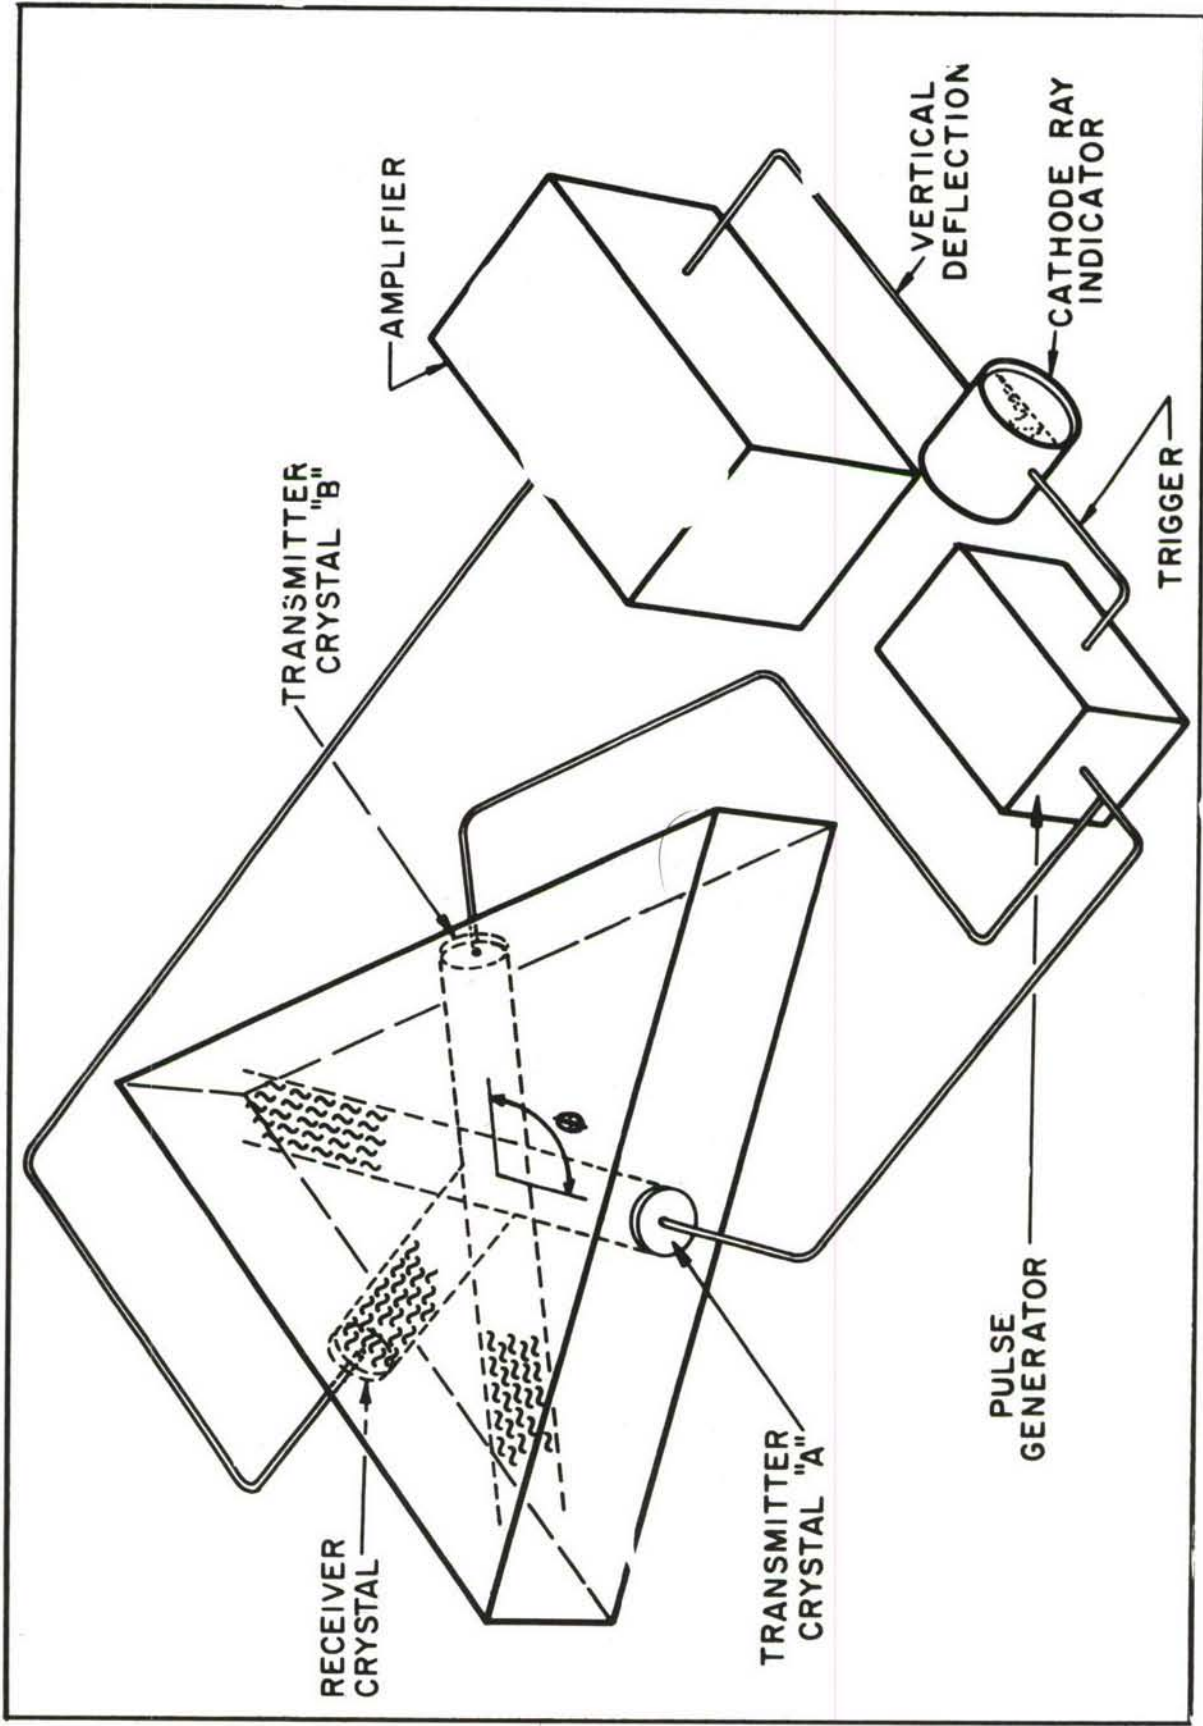 RECEIVER
CRYSTAL
TRANSMITTER
CRYSTAL "B"
AMPLIFIER
Φ
TRANSMITTER
CRYSTAL "A"
PULSE
GENERATOR
VERTICAL
DEFLECTION
CATHODE RAY
INDICATOR
TRIGGER